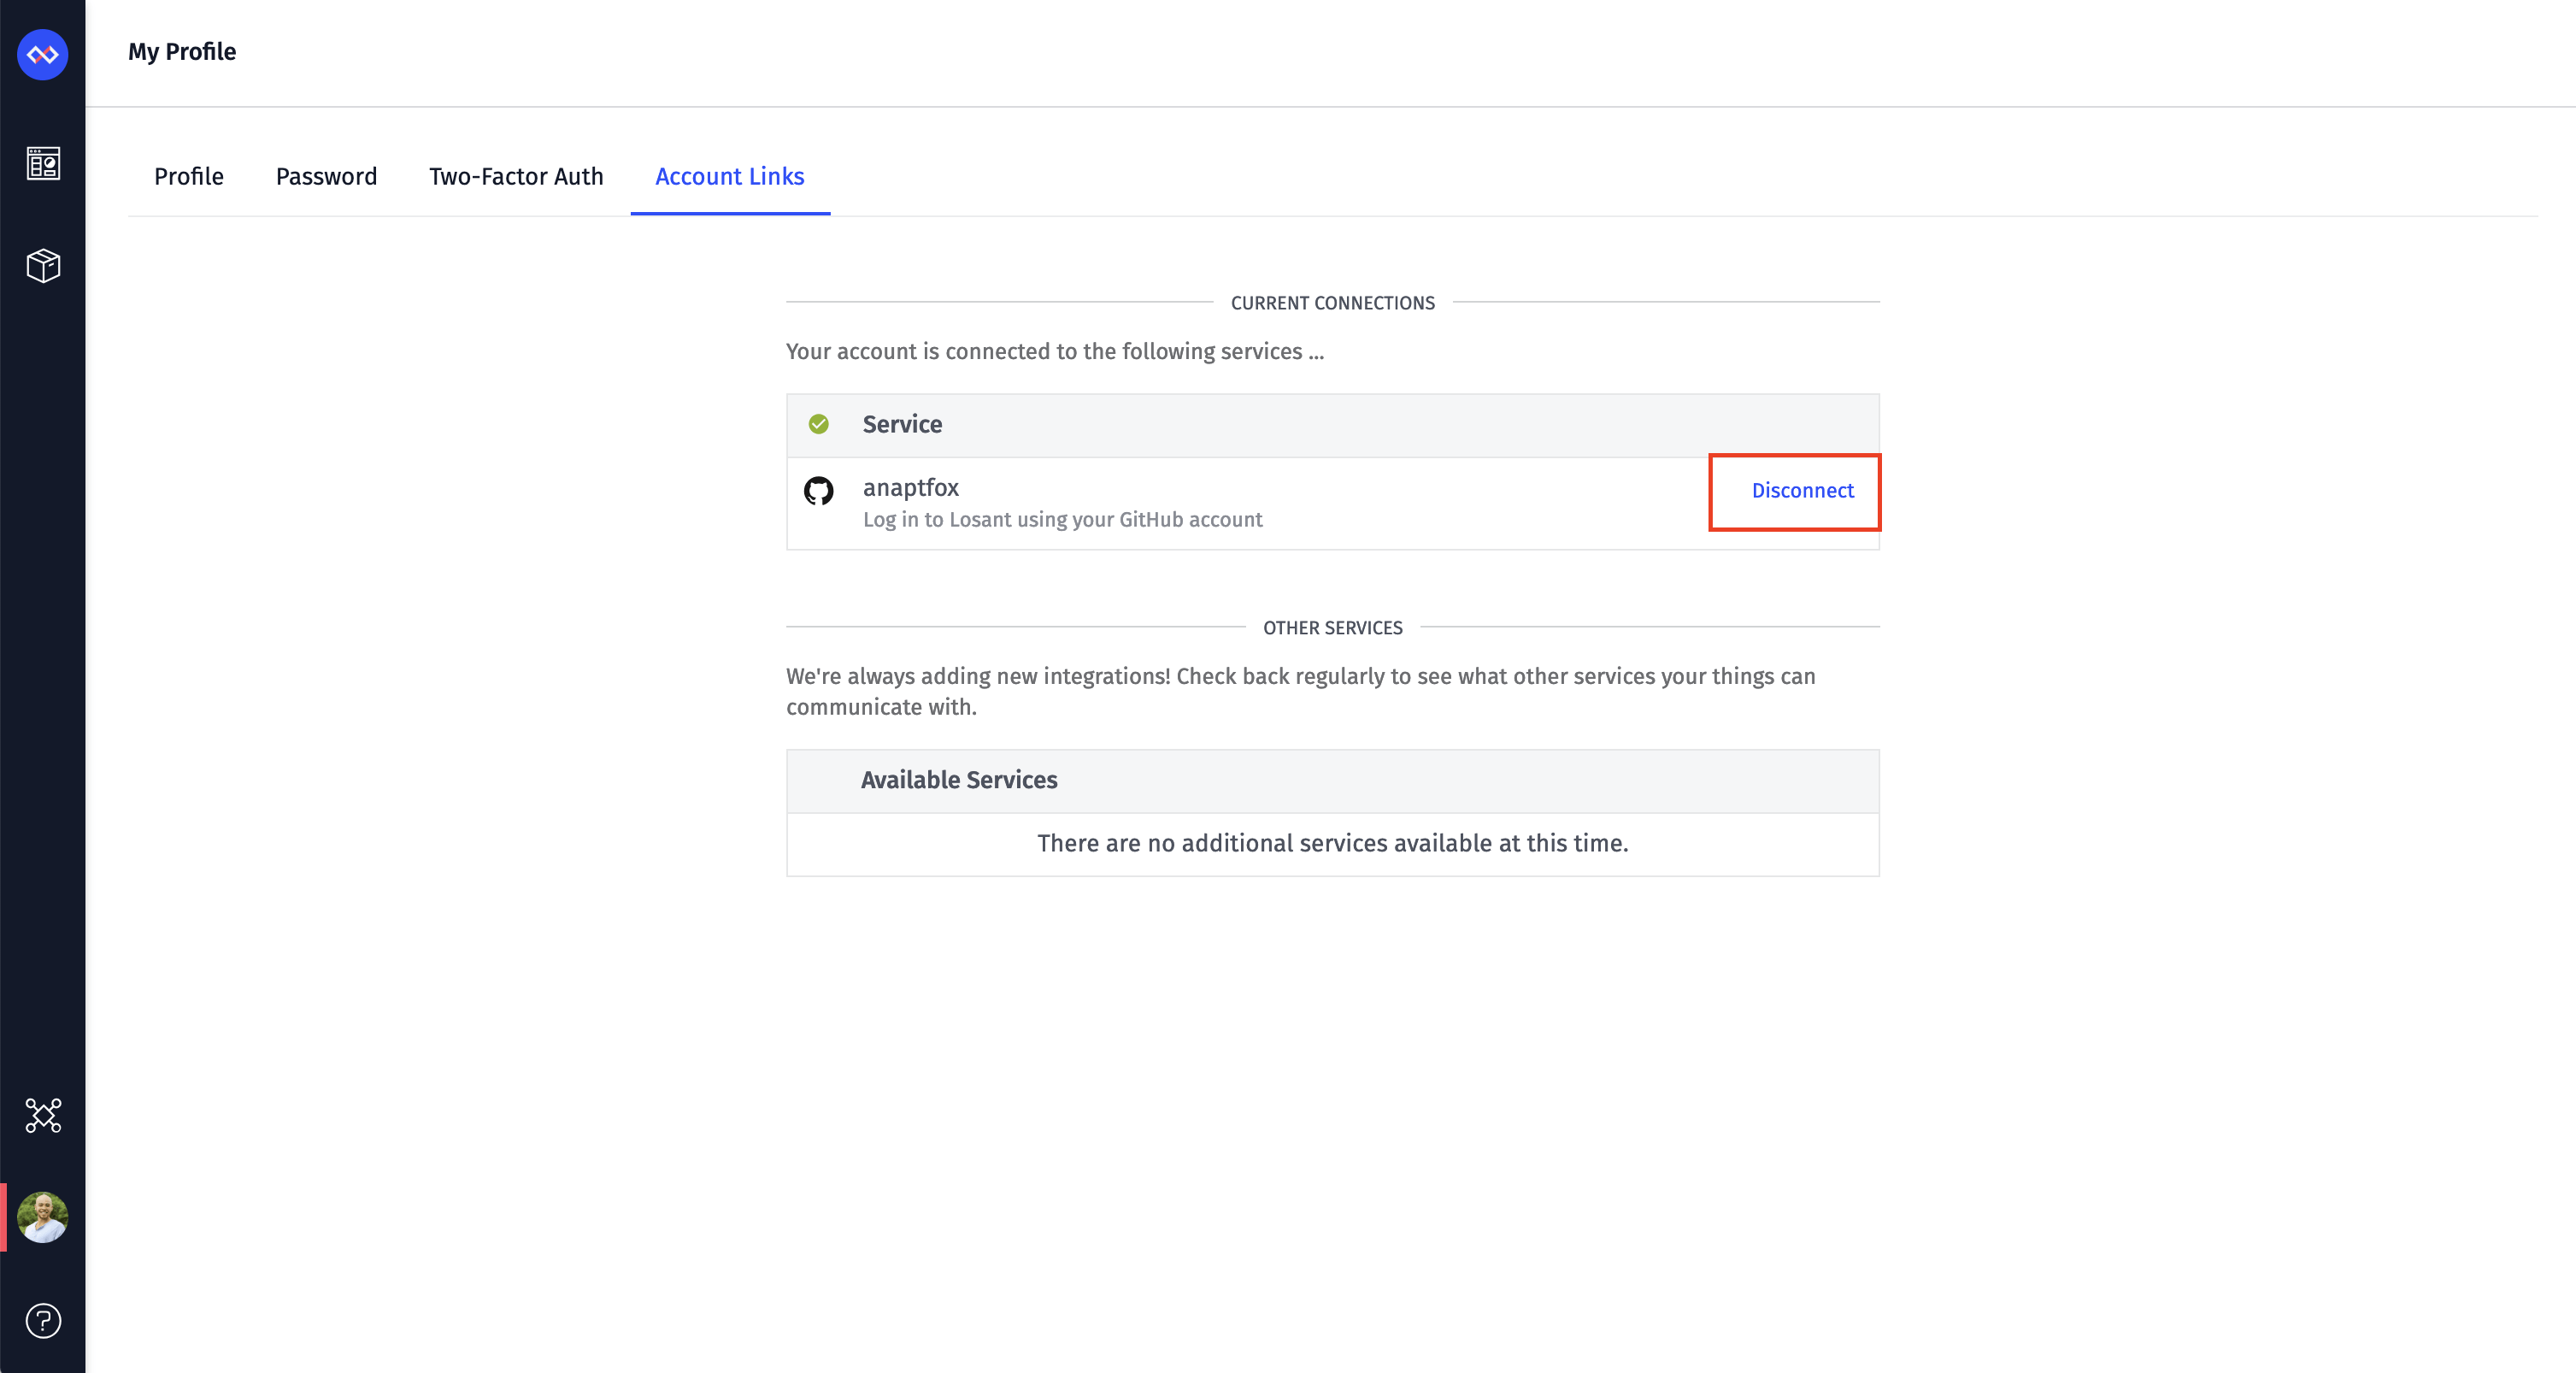 My Profile
Profile Password Two-Factor Auth Account Links
CURRENT CONNECTIONS
Your account is connected to the following services ...
Service
anaptfox
Disconnect
Log in to Losant using your GitHub account
OTHER SERVICES
We're always adding new integrations! Check back regularly to see what other services your things can
communicate with.
Available Services
There are no additional services available at this time.
?